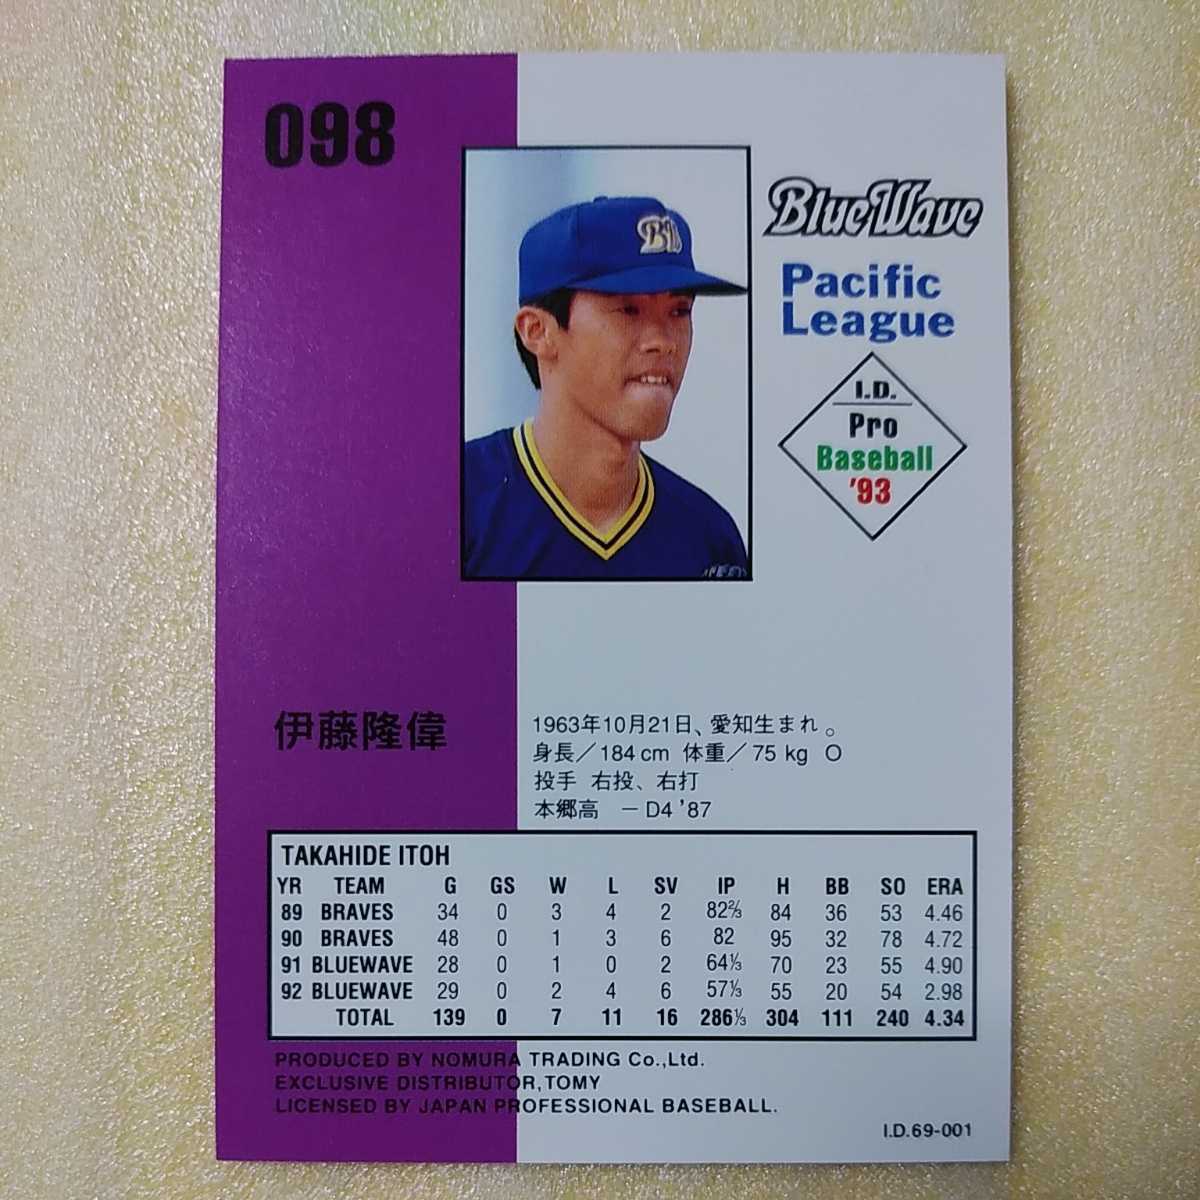 098
BlueWave
Pacific
League
I.D.
Pro
Baseball
'93
伊藤隆偉
1963年10月21日、愛知生まれ。
身長／184cm 体重／75 kg O
投手 右投、右打
本郷高 －D4 '87
TAKAHIDE ITOH
YR TEAM G GS W L SV IP H BB SO ERA
89 BRAVES 34 0 3 4 2 82⅔ 84 36 53 4.46
90 BRAVES 48 0 1 3 6 82 95 32 78 4.72
91 BLUEWAVE 28 0 1 0 2 64⅓ 70 23 55 4.90
92 BLUEWAVE 29 0 2 4 6 57⅓ 55 20 54 2.98
TOTAL 139 0 7 11 16 286⅓ 304 111 240 4.34
PRODUCED BY NOMURA TRADING Co.,Ltd.
EXCLUSIVE DISTRIBUTOR,TOMY
LICENSED BY JAPAN PROFESSIONAL BASEBALL.
I.D.69-001